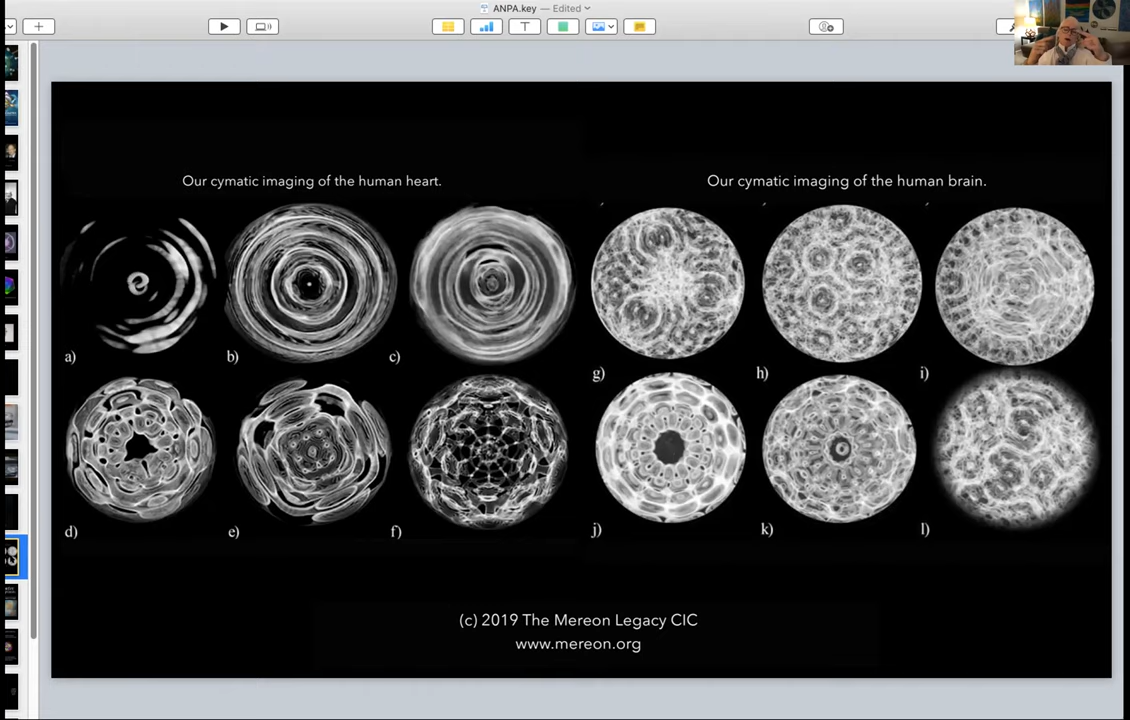 ANPA.key — Edited
Our cymatic imaging of the human heart.
Our cymatic imaging of the human brain.
a)
b)
c)
g)
h)
i)
d)
e)
f)
j)
k)
l)
(c) 2019 The Mereon Legacy CIC
www.mereon.org